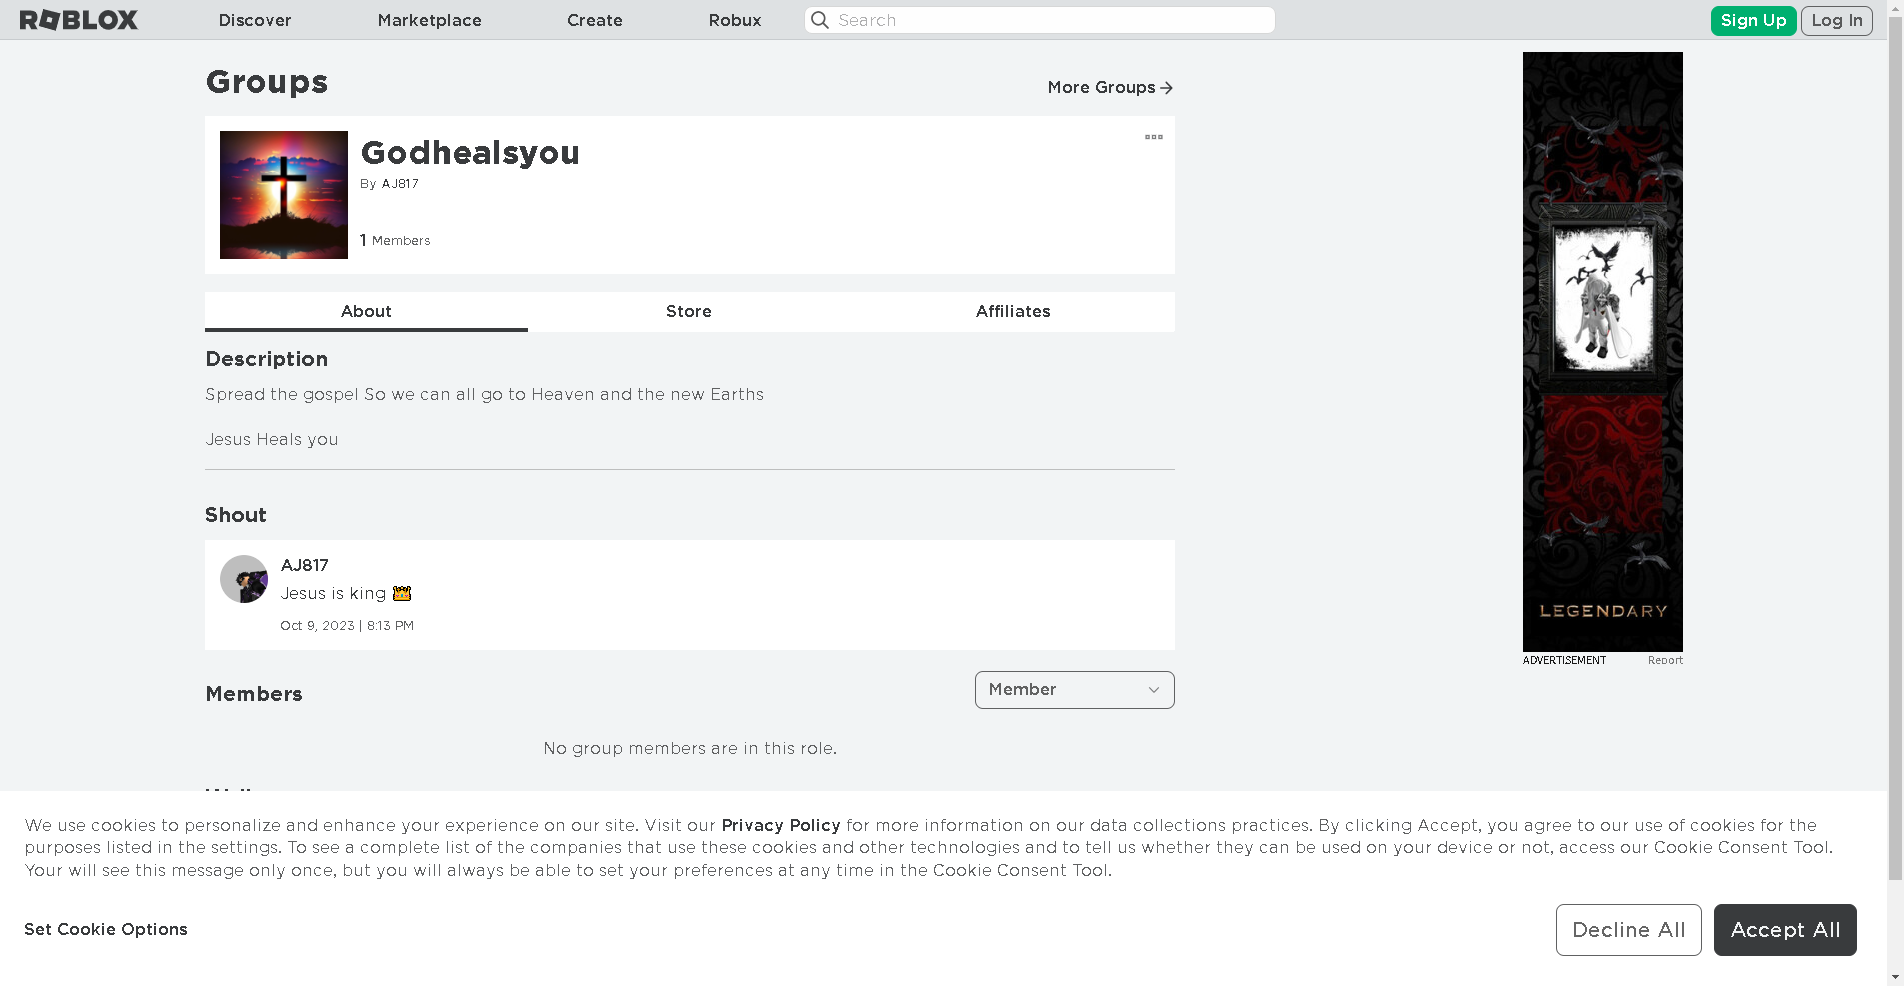 ROBLOX Discover Marketplace Create Robux Search Sign Up Log In
Groups
More Groups
Godhealsyou
By AJ817
1 Members
About Store Affiliates
Description
Spread the gospel So we can all go to Heaven and the new Earths
Jesus Heals you
Shout
AJ817
Jesus is king 👑
Oct 9, 2023 | 8:13 PM
Members
Member
No group members are in this role.
LEGENDARY
ADVERTISEMENT Report
We use cookies to personalize and enhance your experience on our site. Visit our Privacy Policy for more information on our data collections practices. By clicking Accept, you agree to our use of cookies for the
purposes listed in the settings. To see a complete list of the companies that use these cookies and other technologies and to tell us whether they can be used on your device or not, access our Cookie Consent Tool.
Your will see this message only once, but you will always be able to set your preferences at any time in the Cookie Consent Tool.
Set Cookie Options
Decline All
Accept All